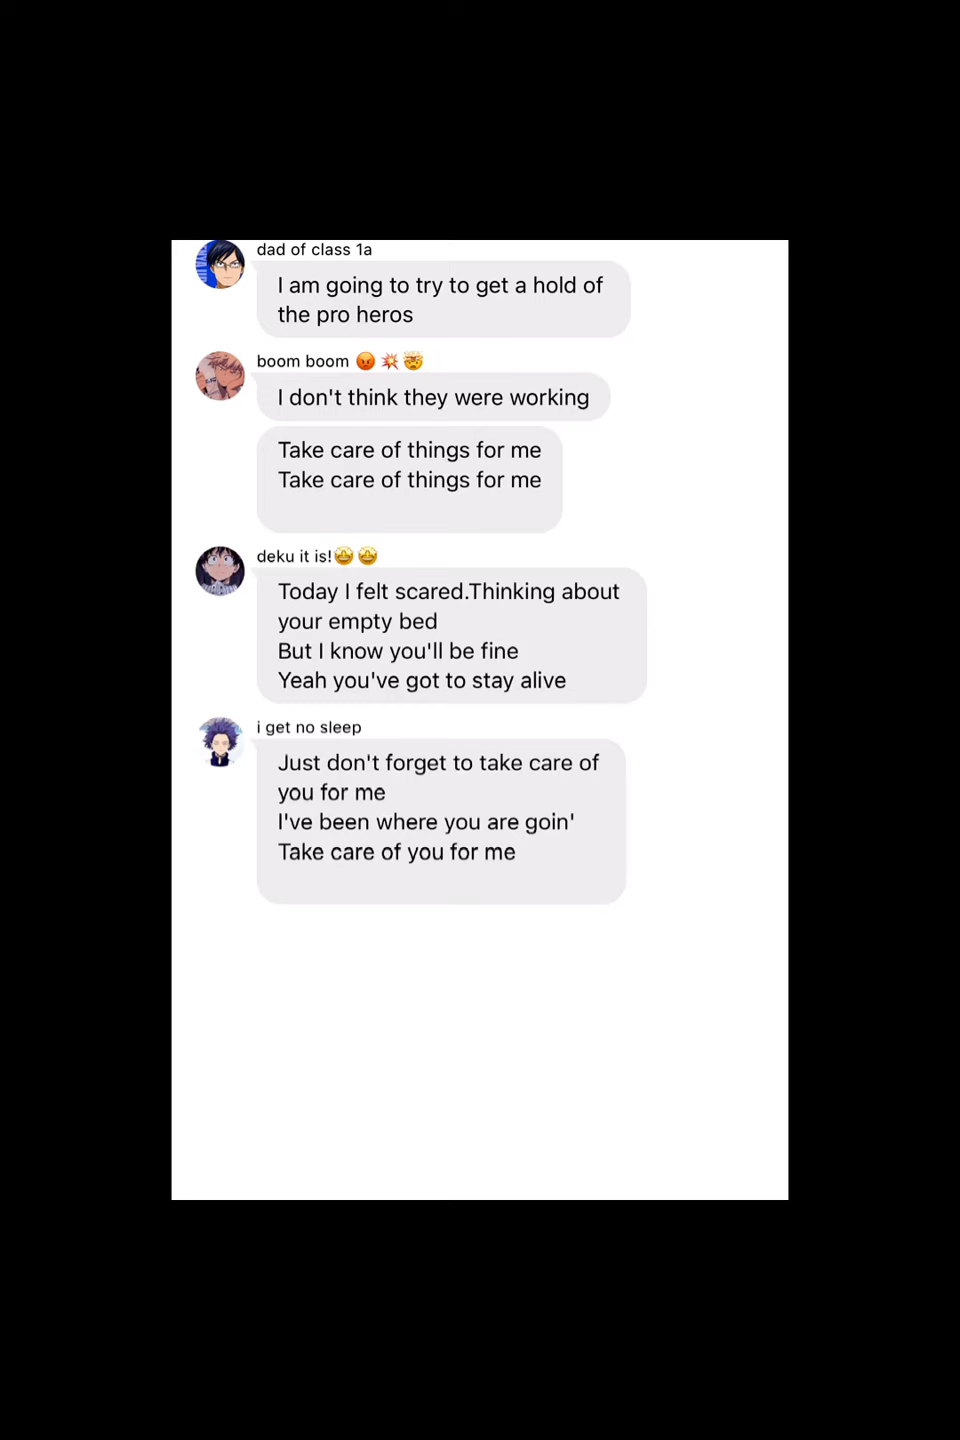 dad of class 1a
I am going to try to get a hold of
the pro heros
boom boom 😡 💥 🤯
I don't think they were working
Take care of things for me
Take care of things for me
deku it is!🤩 🤩
Today I felt scared.Thinking about
your empty bed
But I know you'll be fine
Yeah you've got to stay alive
i get no sleep
Just don't forget to take care of
you for me
I've been where you are goin'
Take care of you for me